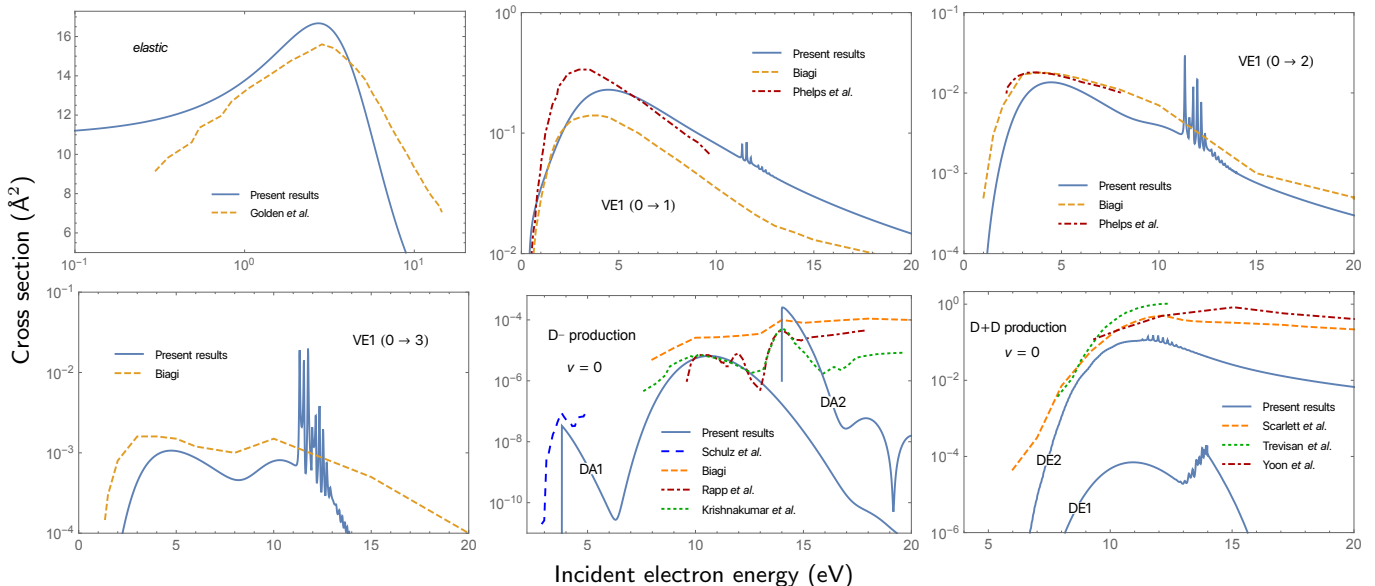 Cross section (Å²)
elastic
Present results
Golden et al.
16
14
12
10
8
6
10⁻¹
10⁰
10¹
VE1 (0 → 1)
Present results
Biagi
Phelps et al.
10⁰
10⁻¹
10⁻²
0
5
10
15
20
VE1 (0 → 2)
Present results
Biagi
Phelps et al.
10⁻¹
10⁻²
10⁻³
10⁻⁴
0
5
10
15
20
VE1 (0 → 3)
Present results
Biagi
10⁻¹
10⁻²
10⁻³
10⁻⁴
0
5
10
15
20
D− production
v = 0
DA1
DA2
Present results
Schulz et al.
Biagi
Rapp et al.
Krishnakumar et al.
10⁻⁴
10⁻⁶
10⁻⁸
10⁻¹⁰
5
10
15
20
D+D production
v = 0
DE2
DE1
Present results
Scarlett et al.
Trevisan et al.
Yoon et al.
10⁰
10⁻²
10⁻⁴
10⁻⁶
4
6
8
10
15
20
Incident electron energy (eV)